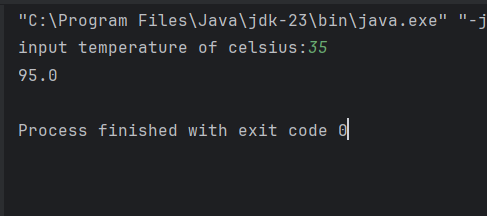 "C:\Program Files\Java\jdk-23\bin\java.exe" "-j
input temperature of celsius:35
95.0
Process finished with exit code 0